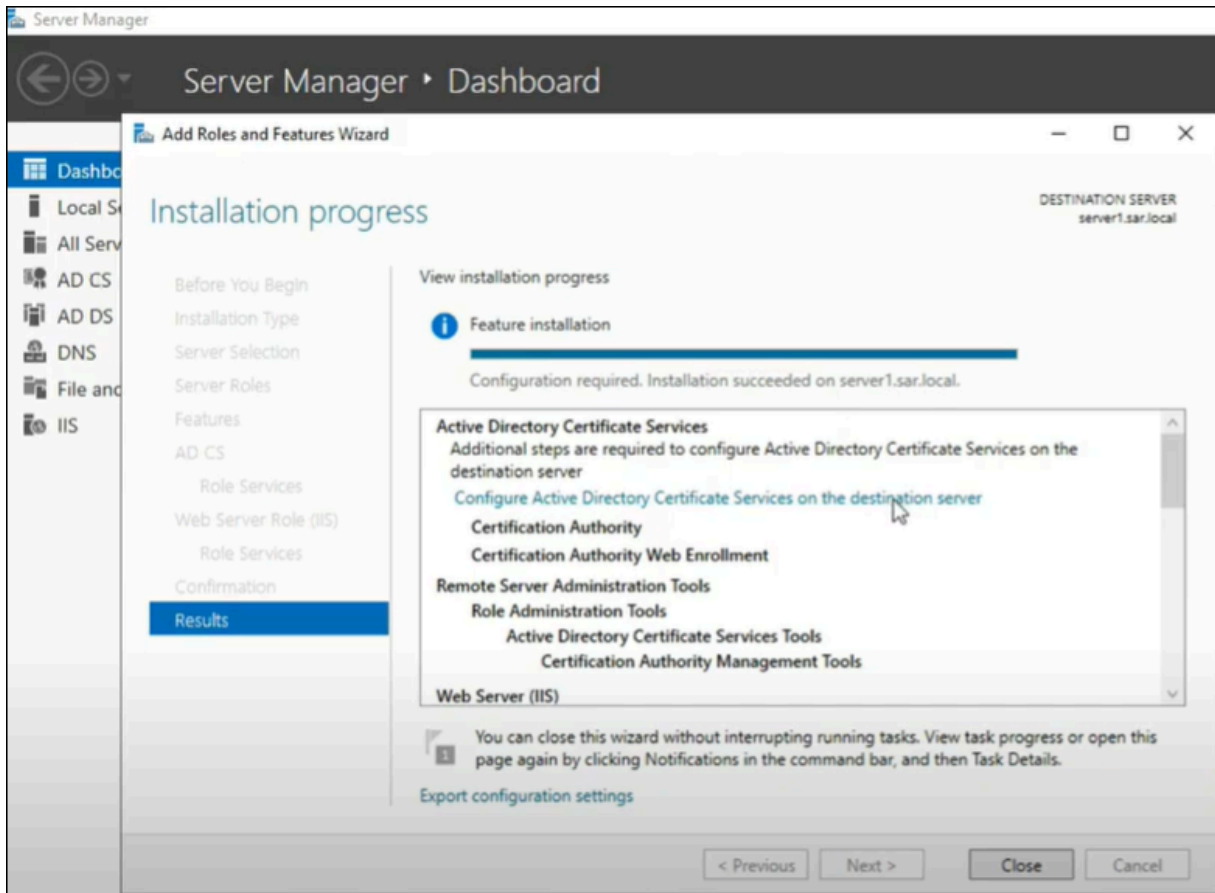 Server Manager
Server Manager ‣ Dashboard
Add Roles and Features Wizard
Dashbo
Local Se
All Serv
AD CS
AD DS
DNS
File and
IIS
Installation progress
DESTINATION SERVER
server1.sar.local
Before You Begin
Installation Type
Server Selection
Server Roles
Features
AD CS
Role Services
Web Server Role (IIS)
Role Services
Confirmation
Results
View installation progress
Feature installation
Configuration required. Installation succeeded on server1.sar.local.
Active Directory Certificate Services
Additional steps are required to configure Active Directory Certificate Services on the
destination server
Configure Active Directory Certificate Services on the destination server
Certification Authority
Certification Authority Web Enrollment
Remote Server Administration Tools
Role Administration Tools
Active Directory Certificate Services Tools
Certification Authority Management Tools
Web Server (IIS)
1
You can close this wizard without interrupting running tasks. View task progress or open this
page again by clicking Notifications in the command bar, and then Task Details.
Export configuration settings
< Previous
Next >
Close
Cancel